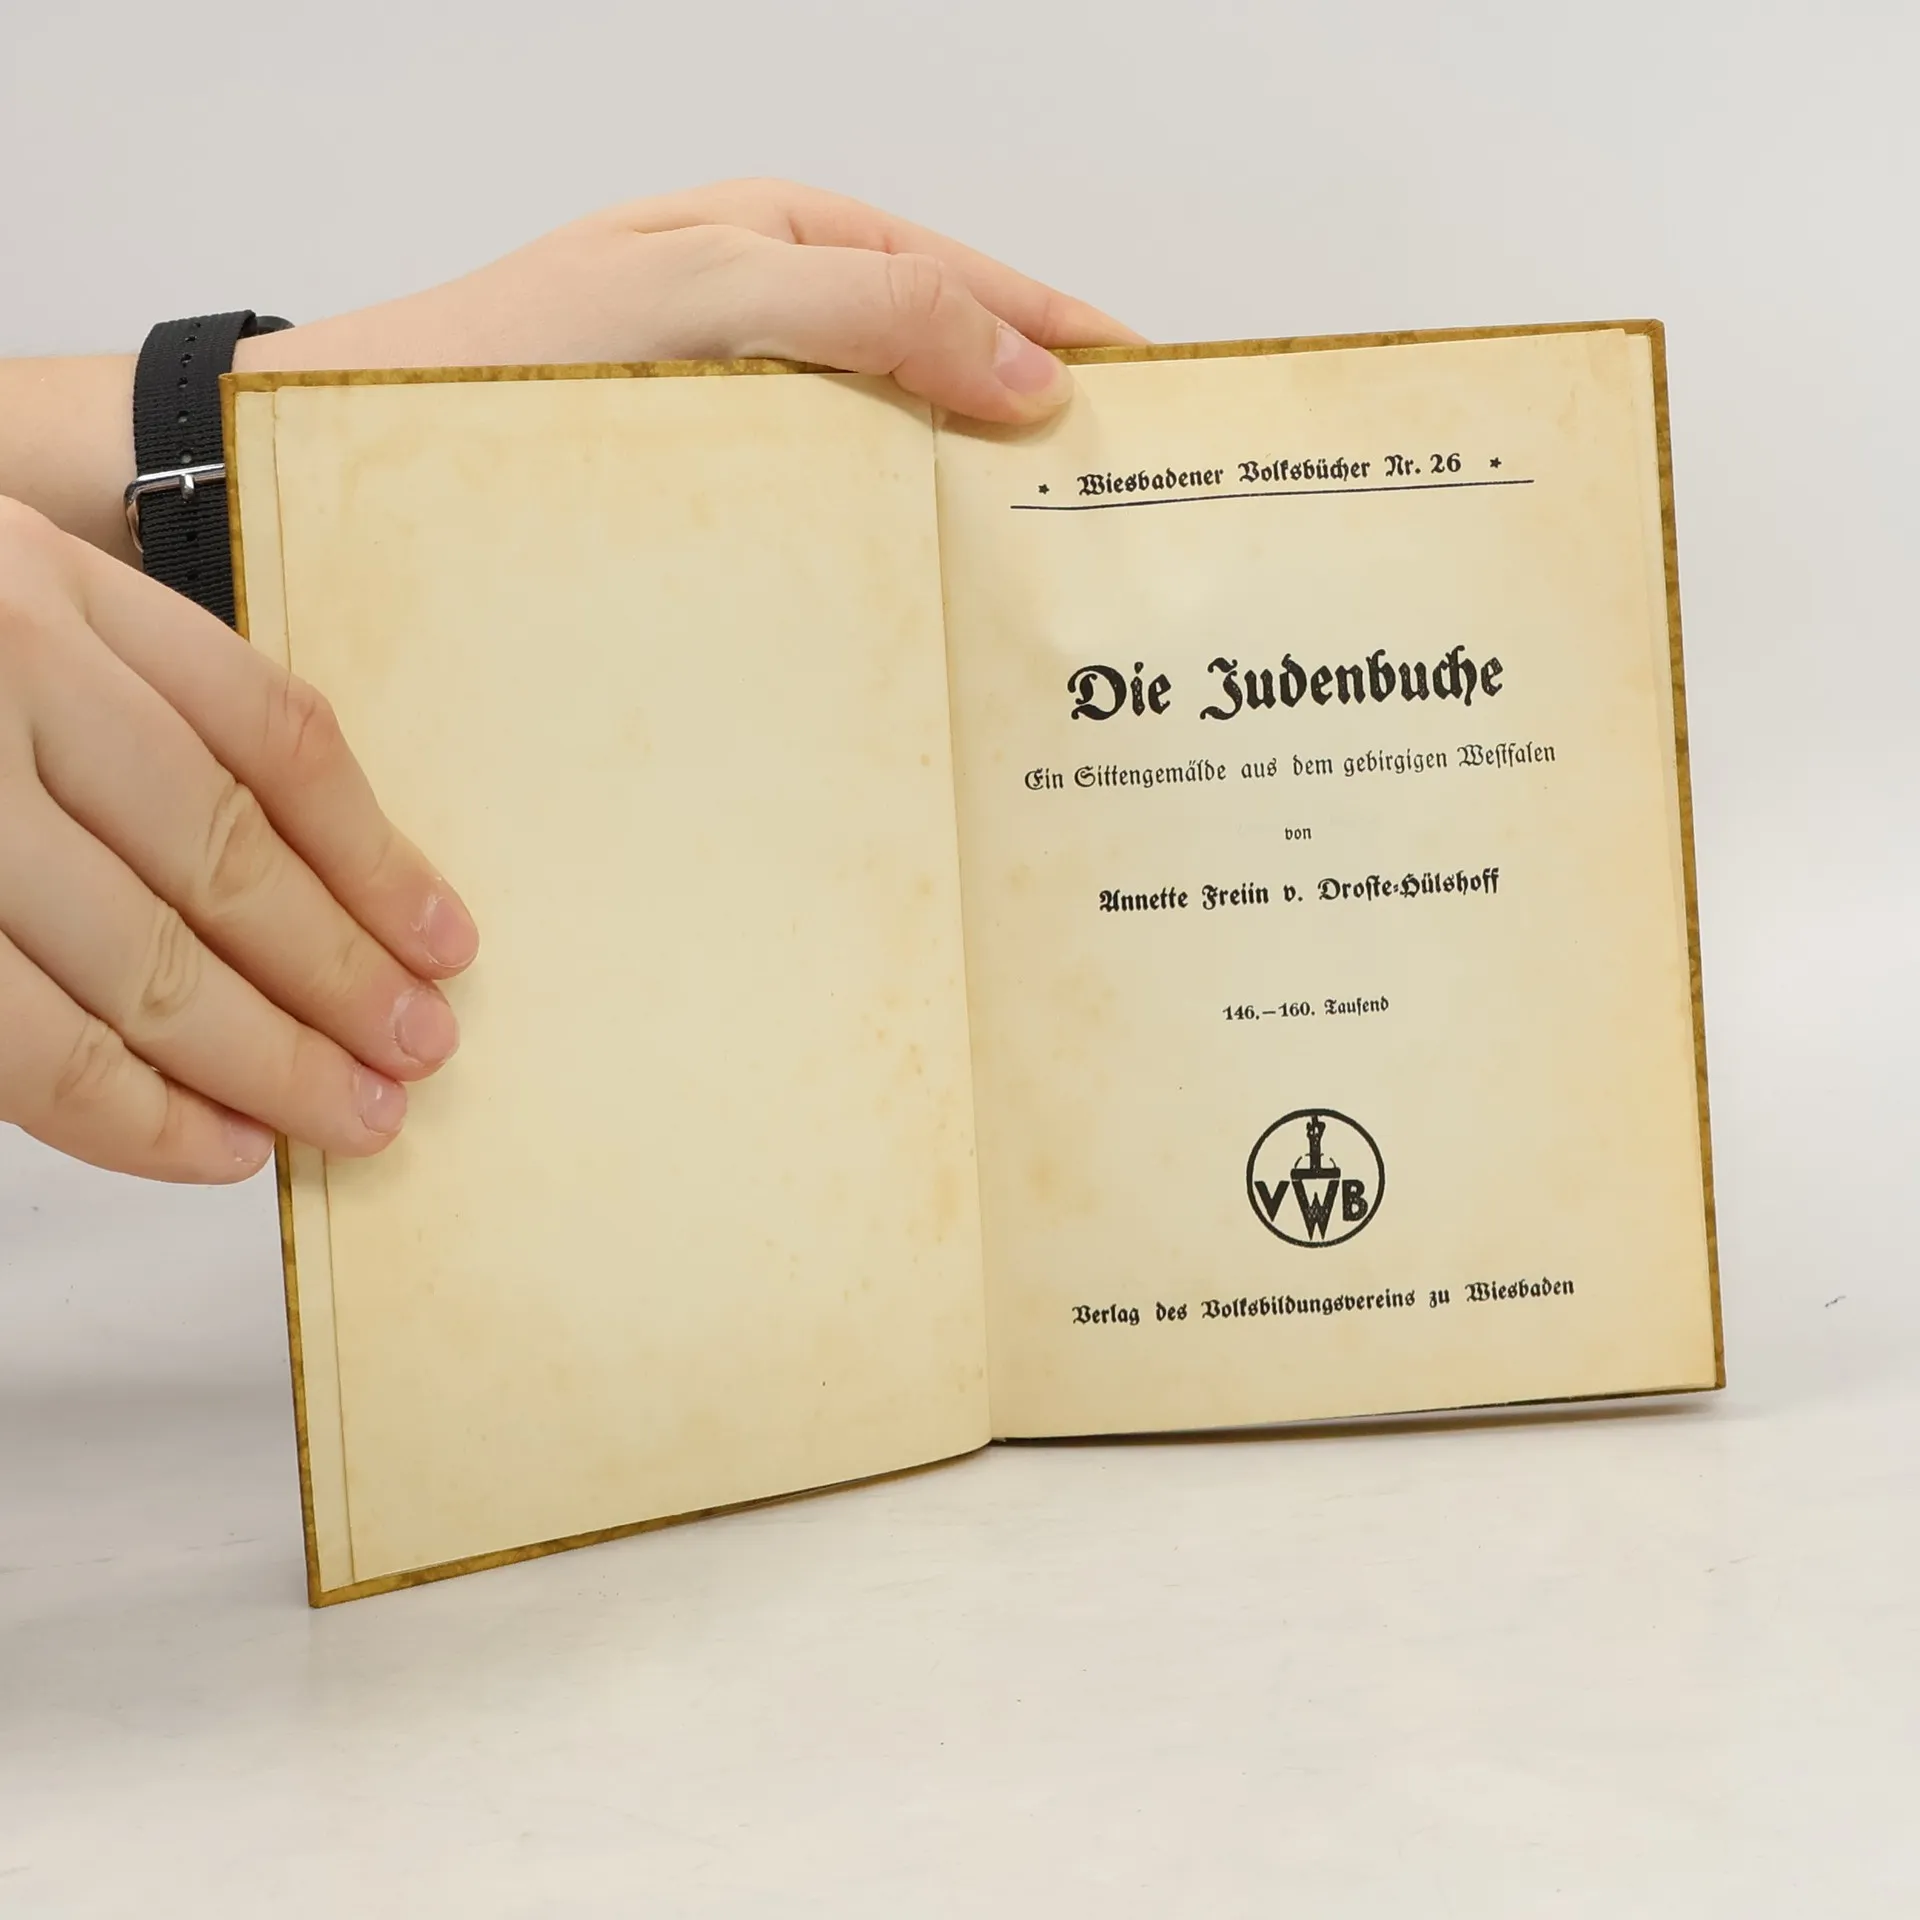 * Wiesbadener Volksbücher Nr. 26 *
Die Judenbuche
Ein Sittengemälde aus dem gebirgigen Westfalen
von
Annette Freiin v. Droste-Hülshoff
146.—160. Tausend
VWB
Verlag des Volksbildungsvereins zu Wiesbaden